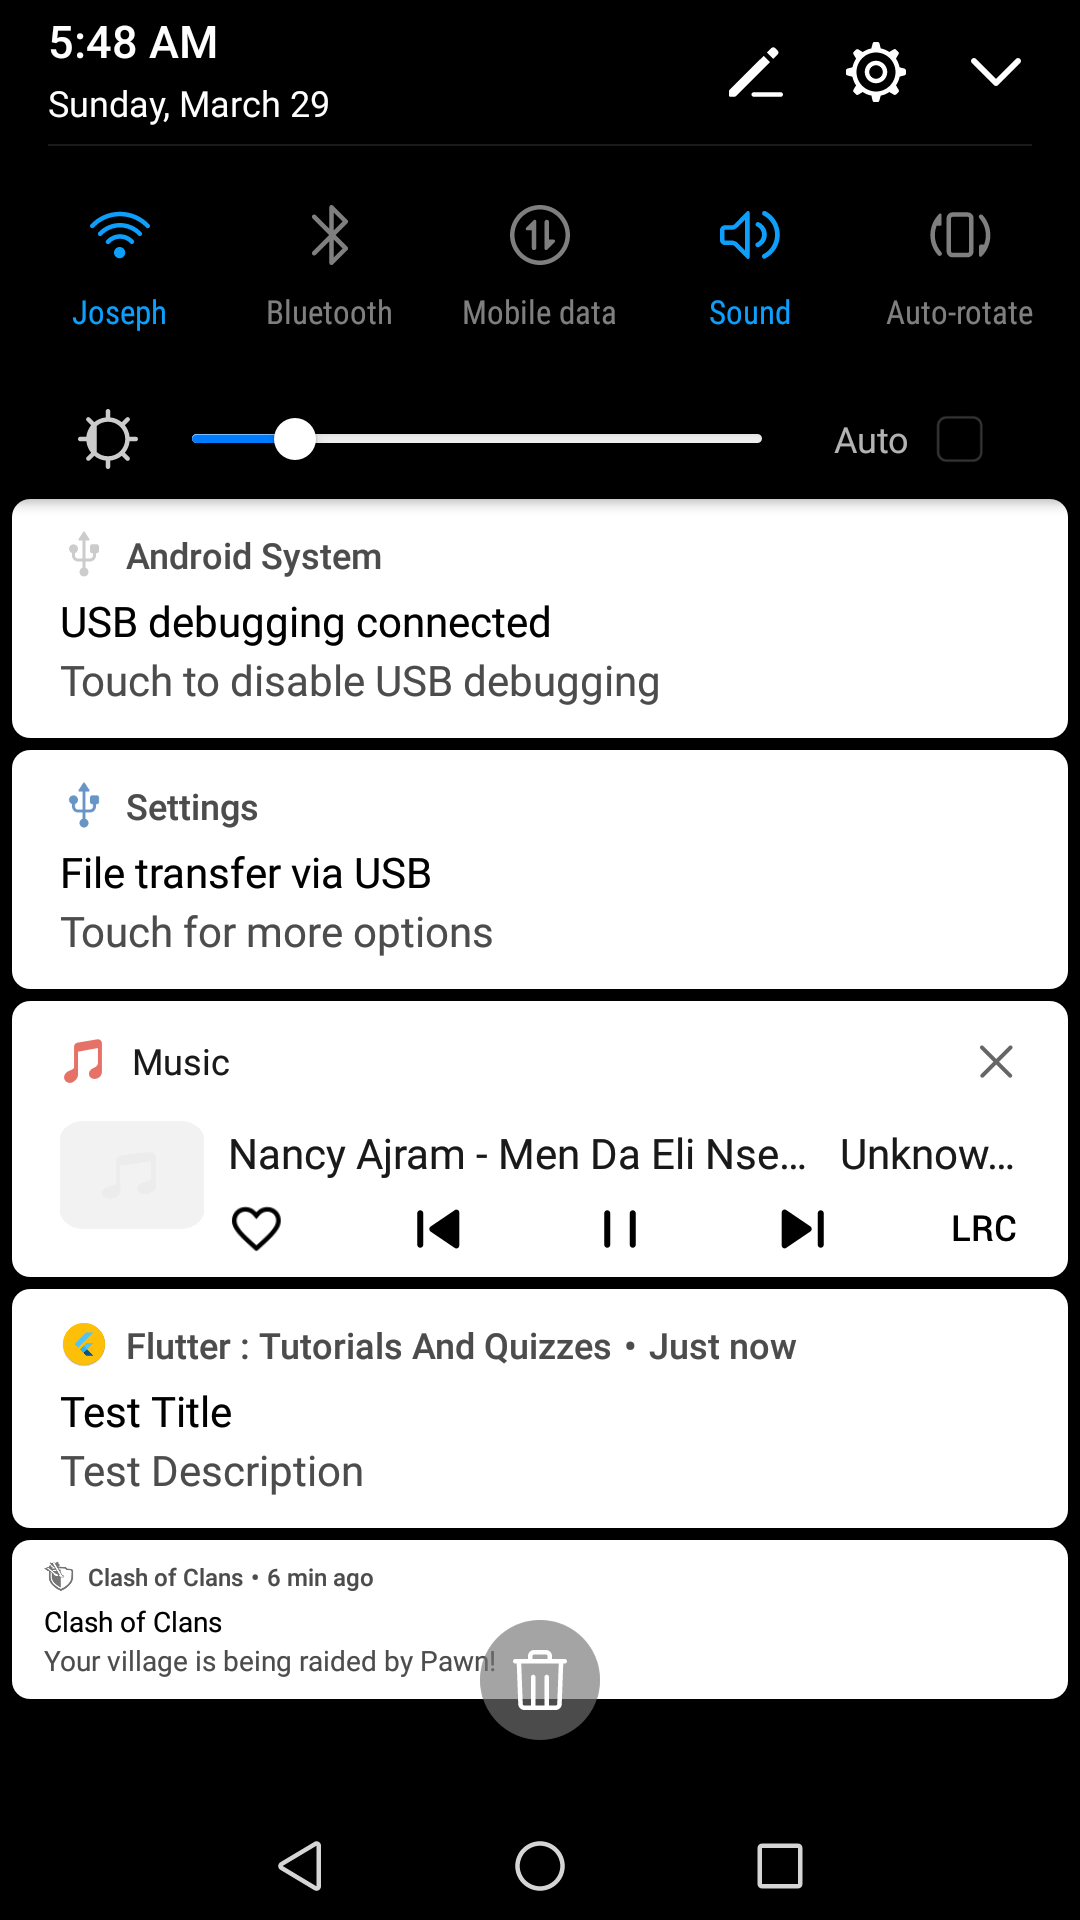 5:48 AM
Sunday, March 29
Joseph
Bluetooth
Mobile data
Sound
Auto-rotate
Auto
Android System
USB debugging connected
Touch to disable USB debugging
Settings
File transfer via USB
Touch for more options
Music
Nancy Ajram - Men Da Eli Nse... Unknow...
LRC
Flutter : Tutorials And Quizzes • Just now
Test Title
Test Description
Clash of Clans • 6 min ago
Clash of Clans
Your village is being raided by Pawn!